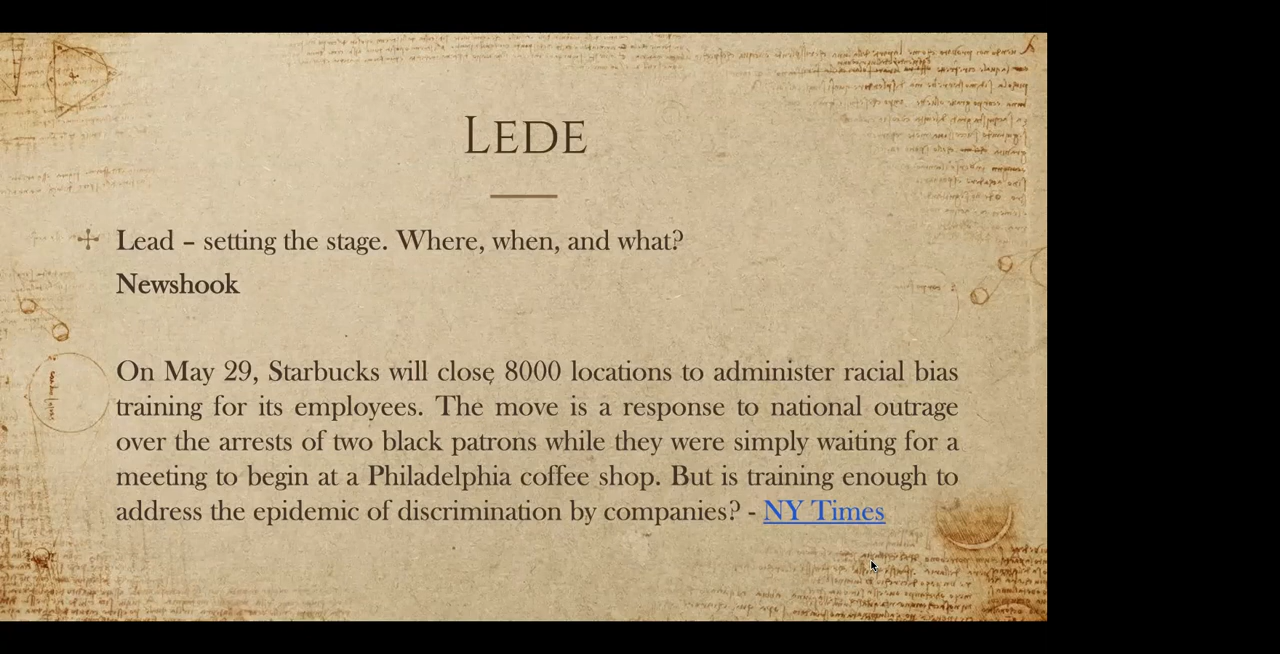 LEDE
Lead – setting the stage. Where, when, and what?
Newshook
On May 29, Starbucks will close 8000 locations to administer racial bias
training for its employees. The move is a response to national outrage
over the arrests of two black patrons while they were simply waiting for a
meeting to begin at a Philadelphia coffee shop. But is training enough to
address the epidemic of discrimination by companies? - NY Times